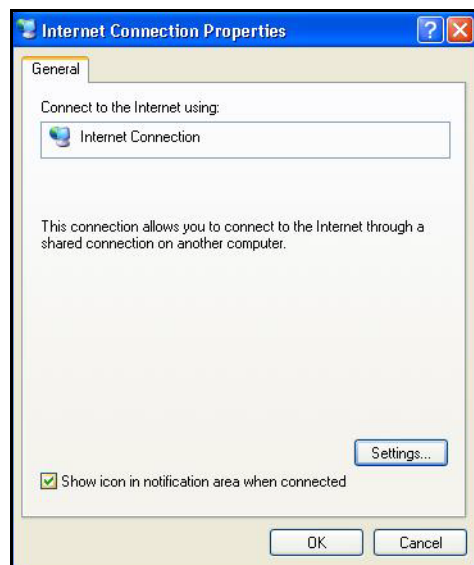 Internet Connection Properties
General
Connect to the Internet using:
Internet Connection
This connection allows you to connect to the Internet through a
shared connection on another computer.
Settings...
Show icon in notification area when connected
OK
Cancel